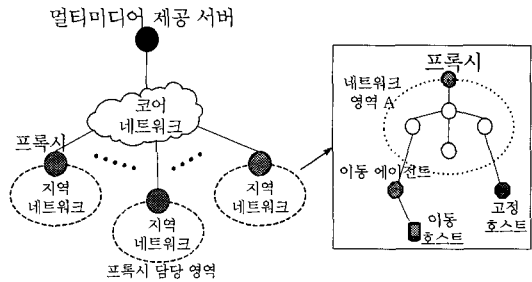 멀티미디어 제공 서버
코어
네트워크
프록시
지역
네트워크
지역
네트워크
지역
네트워크
프록시 담당 영역
프록시
네트워크
영역 A
이동 에이전트
이동
호스트
고정
호스트